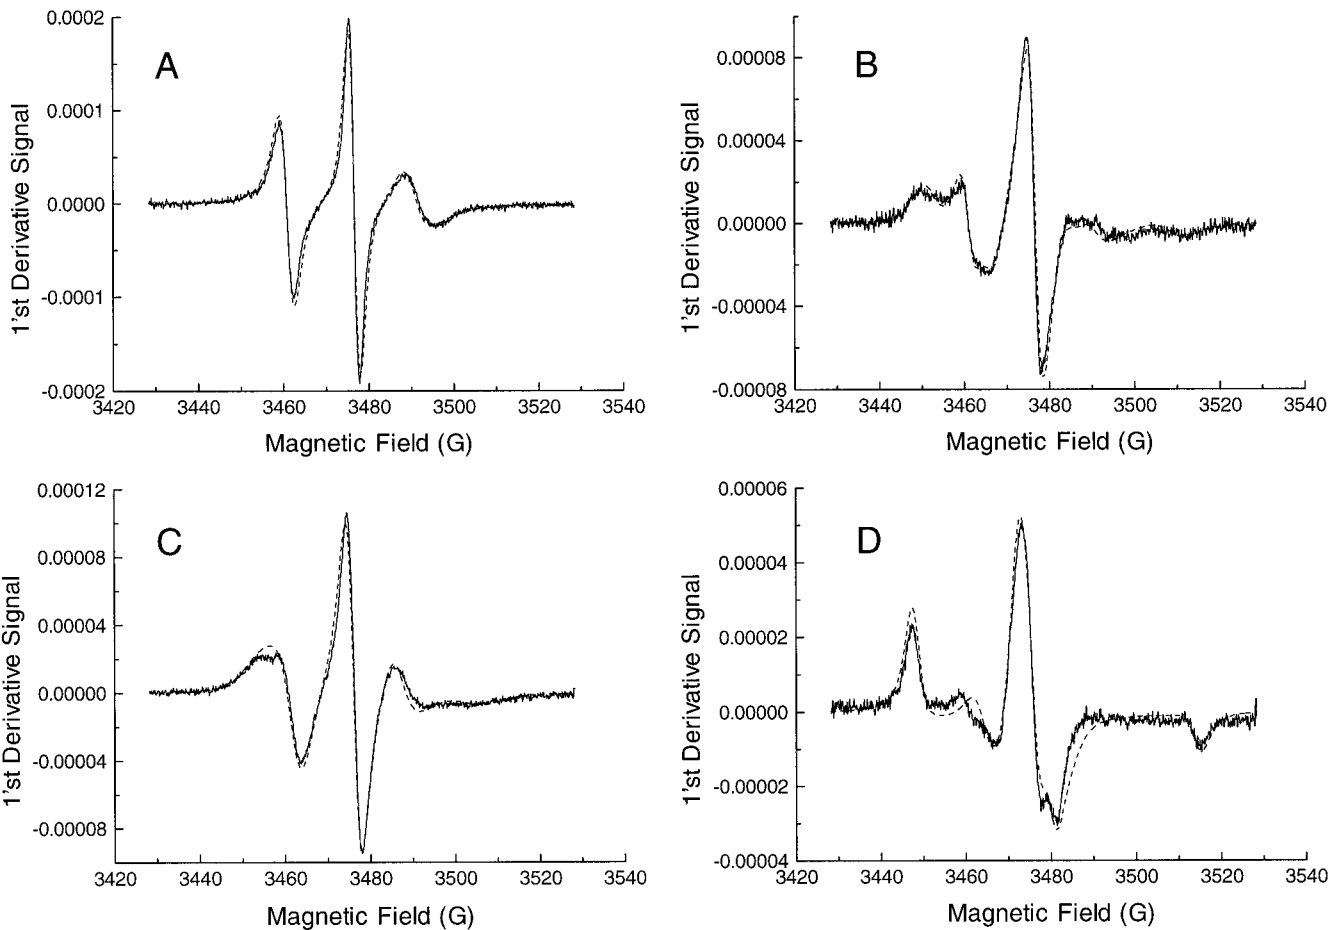 A
1'st Derivative Signal
0.0002
0.0001
0.0000
-0.0001
-0.0002
3420 3440 3460 3480 3500 3520 3540
Magnetic Field (G)
B
1'st Derivative Signal
0.00008
0.00004
0.00000
-0.00004
-0.00008
3420 3440 3460 3480 3500 3520 3540
Magnetic Field (G)
C
1'st Derivative Signal
0.00012
0.00008
0.00004
0.00000
-0.00004
-0.00008
3420 3440 3460 3480 3500 3520 3540
Magnetic Field (G)
D
1'st Derivative Signal
0.00006
0.00004
0.00002
0.00000
-0.00002
-0.00004
3420 3440 3460 3480 3500 3520 3540
Magnetic Field (G)